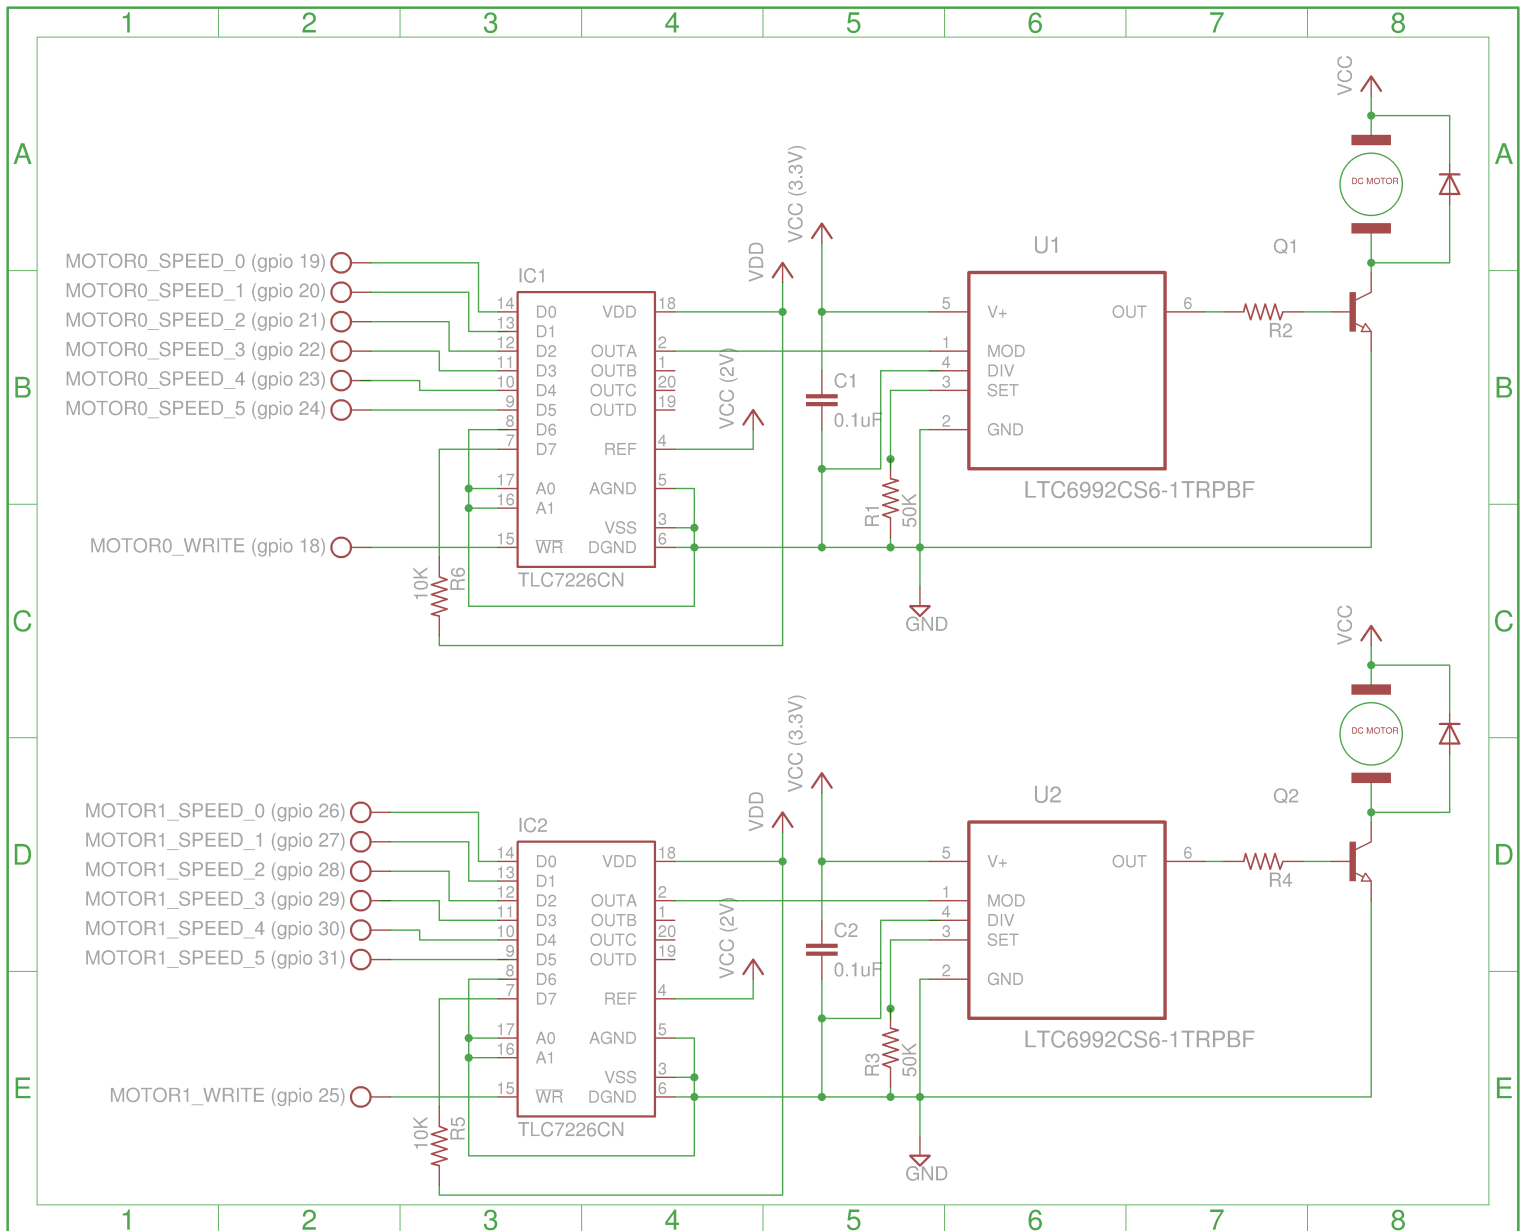 1 2 3 4 5 6 7 8
VCC
A A
DC MOTOR
VCC (3.3V)
U1
Q1
VDD
MOTOR0_SPEED_0 (gpio 19)
IC1
MOTOR0_SPEED_1 (gpio 20)
14 D0 VDD 18
5 V+ OUT 6
MOTOR0_SPEED_2 (gpio 21)
13 D1
R2
12 D2 OUTA 2
1 MOD
MOTOR0_SPEED_3 (gpio 22)
11 D3 OUTB 1
4 DIV
VCC (2V)
C1
MOTOR0_SPEED_4 (gpio 23)
B B
10 D4 OUTC 20
3 SET
MOTOR0_SPEED_5 (gpio 24)
9 D5 OUTD 19
0.1uF
8 D6
2 GND
7 D7 REF 4
17 A0 AGND 5
LTC6992CS6-1TRPBF
16 A1
R1 50K
VSS 3
MOTOR0_WRITE (gpio 18)
15 WR DGND 6
TLC7226CN
10K R6
C C
GND
VCC
DC MOTOR
VCC (3.3V)
U2
Q2
VDD
MOTOR1_SPEED_0 (gpio 26)
IC2
MOTOR1_SPEED_1 (gpio 27)
D D
14 D0 VDD 18
5 V+ OUT 6
MOTOR1_SPEED_2 (gpio 28)
13 D1
R4
12 D2 OUTA 2
1 MOD
MOTOR1_SPEED_3 (gpio 29)
11 D3 OUTB 1
4 DIV
VCC (2V)
C2
MOTOR1_SPEED_4 (gpio 30)
10 D4 OUTC 20
3 SET
MOTOR1_SPEED_5 (gpio 31)
9 D5 OUTD 19
0.1uF
8 D6
2 GND
7 D7 REF 4
17 A0 AGND 5
LTC6992CS6-1TRPBF
16 A1
R3 50K
VSS 3
E E
MOTOR1_WRITE (gpio 25)
15 WR DGND 6
TLC7226CN
10K R5
GND
1 2 3 4 5 6 7 8